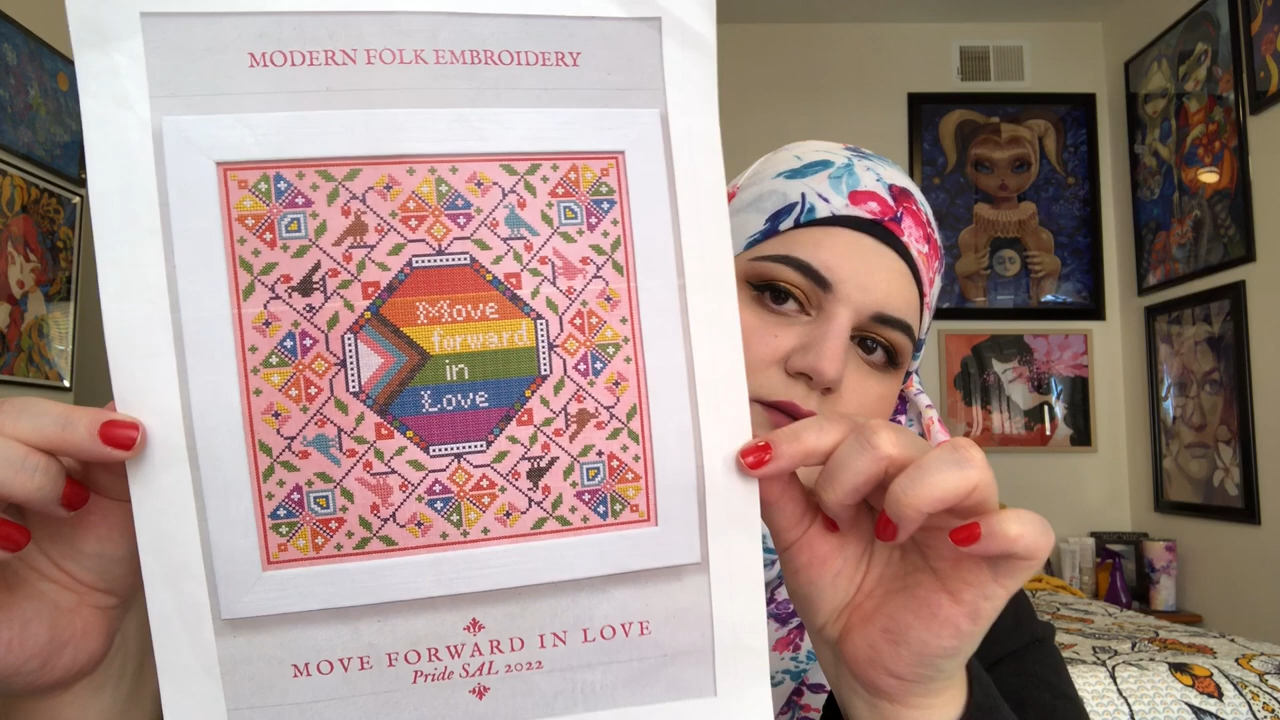 MODERN FOLK EMBROIDERY
Move
forward
in
Love
MOVE FORWARD IN LOVE
Pride SAL 2022